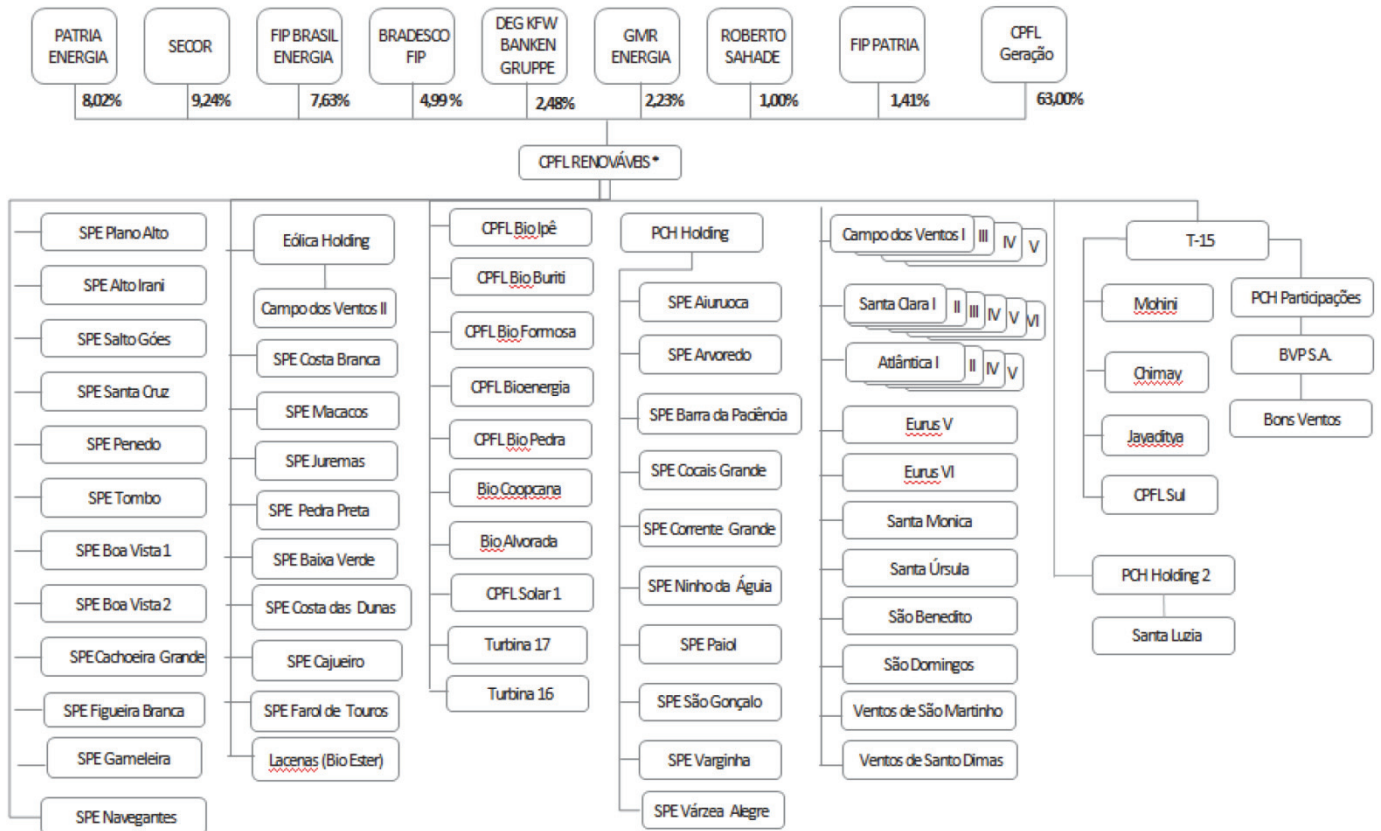 PATRIA
ENERGIA
SECOR
FIP BRASIL
ENERGIA
BRADESCO
FIP
DEG KFW
BANKEN
GRUPPE
GMR
ENERGIA
ROBERTO
SAHADE
FIP PATRIA
CPFL
Geração
8,02%
9,24%
7,63%
4,99 %
2,48%
2,23%
1,00%
1,41%
63,00%
CPFL RENOVÁVEIS *
SPE Plano Alto
SPE Alto Irani
SPE Salto Góes
SPE Santa Cruz
SPE Penedo
SPE Tombo
SPE Boa Vista 1
SPE Boa Vista 2
SPE Cachoeira Grande
SPE Figueira Branca
SPE Gameleira
SPE Navegantes
Eólica Holding
Campo dos Ventos II
SPE Costa Branca
SPE Macacos
SPE Juremas
SPE Pedra Preta
SPE Baixa Verde
SPE Costa das Dunas
SPE Cajueiro
SPE Farol de Touros
Lacenas (Bio Ester)
CPFL Bio Ipê
CPFL Bio Buriti
CPFL Bio Formosa
CPFL Bioenergia
CPFL Bio Pedra
Bio Coopcana
Bio Alvorada
CPFL Solar 1
Turbina 17
Turbina 16
PCH Holding
SPE Aiuruoca
SPE Arvoredo
SPE Barra da Paciência
SPE Cocais Grande
SPE Corrente Grande
SPE Ninho da Águia
SPE Paiol
SPE São Gonçalo
SPE Varginha
SPE Várzea Alegre
Campo dos Ventos I III IV V
Santa Clara I II III IV V VI
Atlântica I II IV V
Eurus V
Eurus VI
Santa Monica
Santa Úrsula
São Benedito
São Domingos
Ventos de São Martinho
Ventos de Santo Dimas
T-15
Mohini
Chimay
Jayaditya
CPFL Sul
PCH Participações
BVP S.A.
Bons Ventos
PCH Holding 2
Santa Luzia